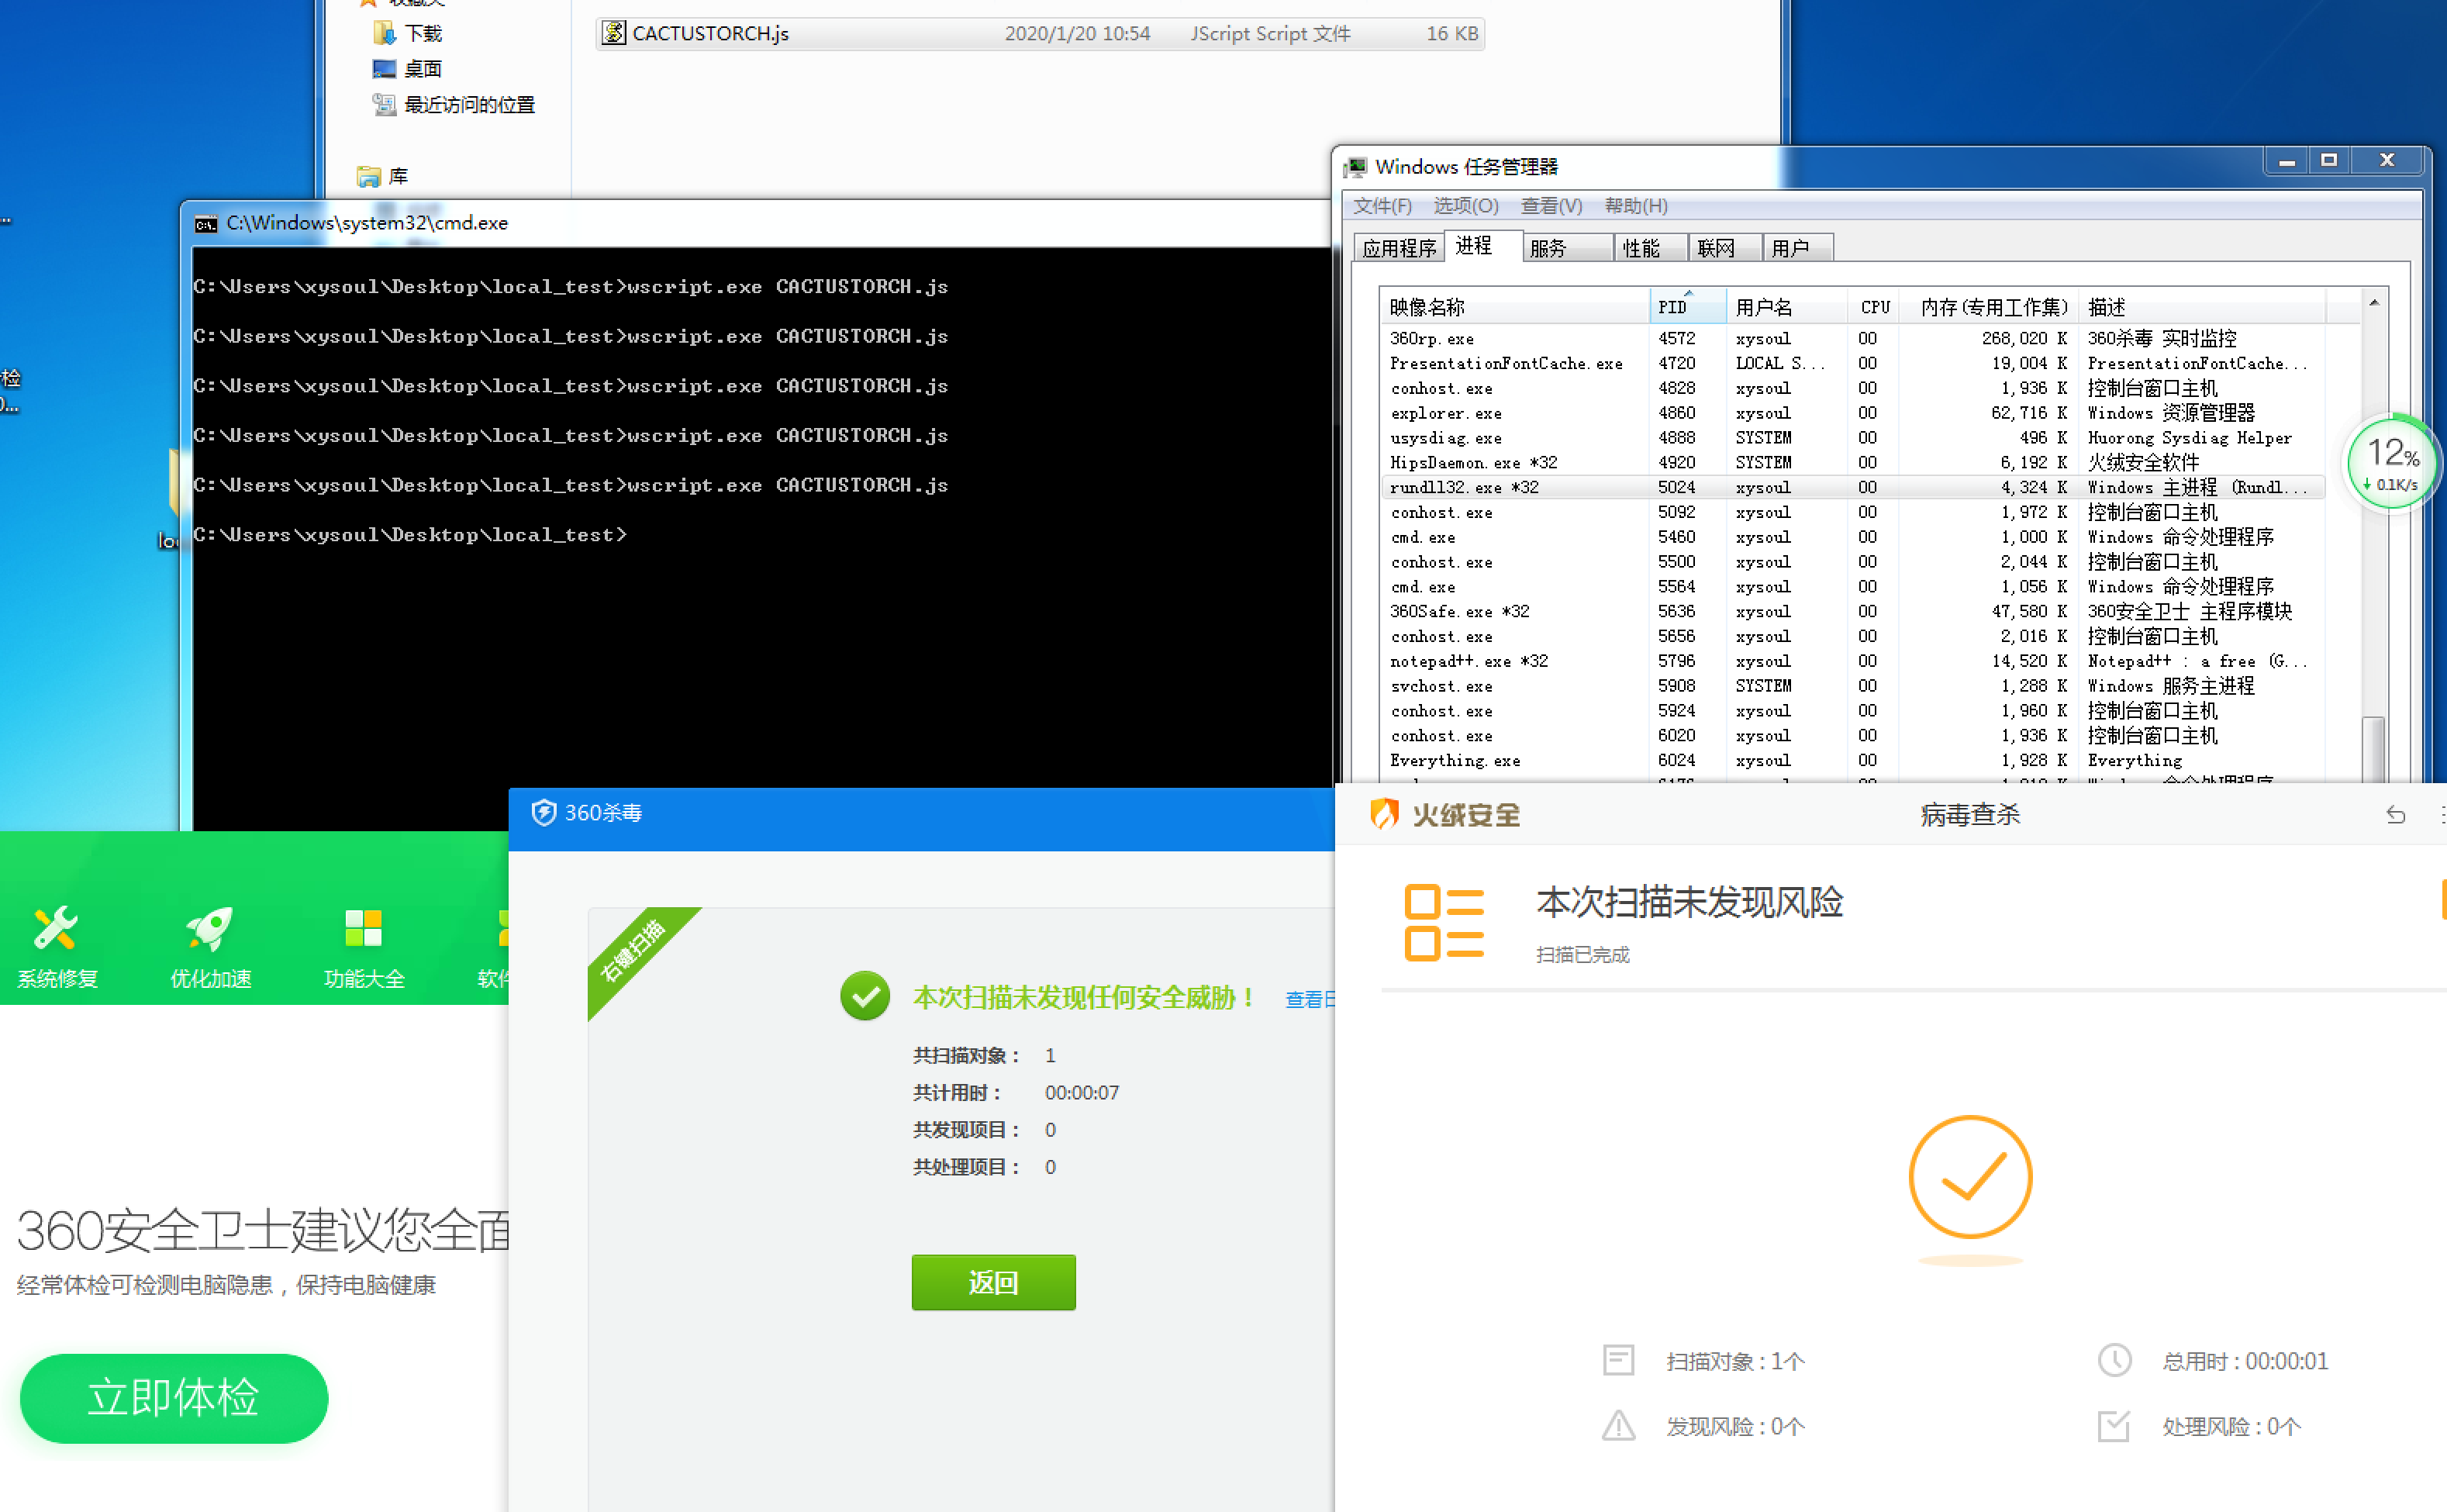 下载
桌面
最近访问的位置
库
CACTUSTORCH.js 2020/1/20 10:54 JScript Script 文件 16 KB
C:\Windows\system32\cmd.exe
C:\Users\xysoul\Desktop\local_test>wscript.exe CACTUSTORCH.js
C:\Users\xysoul\Desktop\local_test>wscript.exe CACTUSTORCH.js
C:\Users\xysoul\Desktop\local_test>wscript.exe CACTUSTORCH.js
C:\Users\xysoul\Desktop\local_test>wscript.exe CACTUSTORCH.js
C:\Users\xysoul\Desktop\local_test>wscript.exe CACTUSTORCH.js
C:\Users\xysoul\Desktop\local_test>
Windows 任务管理器
文件(F) 选项(O) 查看(V) 帮助(H)
应用程序 进程 服务 性能 联网 用户
映像名称 PID 用户名 CPU 内存(专用工作集) 描述
360rp.exe 4572 xysoul 00 268,020 K 360杀毒 实时监控
PresentationFontCache.exe 4720 LOCAL S... 00 19,004 K PresentationFontCache...
conhost.exe 4828 xysoul 00 1,936 K 控制台窗口主机
explorer.exe 4860 xysoul 00 62,716 K Windows 资源管理器
usysdiag.exe 4888 SYSTEM 00 496 K Huorong Sysdiag Helper
HipsDaemon.exe *32 4920 SYSTEM 00 6,192 K 火绒安全软件
rundll32.exe *32 5024 xysoul 00 4,324 K Windows 主进程 (Rundl...
conhost.exe 5092 xysoul 00 1,972 K 控制台窗口主机
cmd.exe 5460 xysoul 00 1,000 K Windows 命令处理程序
conhost.exe 5500 xysoul 00 2,044 K 控制台窗口主机
cmd.exe 5564 xysoul 00 1,056 K Windows 命令处理程序
360Safe.exe *32 5636 xysoul 00 47,580 K 360安全卫士 主程序模块
conhost.exe 5656 xysoul 00 2,016 K 控制台窗口主机
notepad++.exe *32 5796 xysoul 00 14,520 K Notepad++ : a free (G...
svchost.exe 5908 SYSTEM 00 1,288 K Windows 服务主进程
conhost.exe 5924 xysoul 00 1,960 K 控制台窗口主机
conhost.exe 6020 xysoul 00 1,936 K 控制台窗口主机
Everything.exe 6024 xysoul 00 1,928 K Everything
12%
0.1K/s
系统修复 优化加速 功能大全
360安全卫士建议您全面
经常体检可检测电脑隐患，保持电脑健康
立即体检
360杀毒
右键扫描
本次扫描未发现任何安全威胁！ 查看日
共扫描对象： 1
共计用时： 00:00:07
共发现项目： 0
共处理项目： 0
返回
火绒安全
病毒查杀
本次扫描未发现风险
扫描已完成
扫描对象 : 1个 总用时 : 00:00:01
发现风险 : 0个 处理风险 : 0个